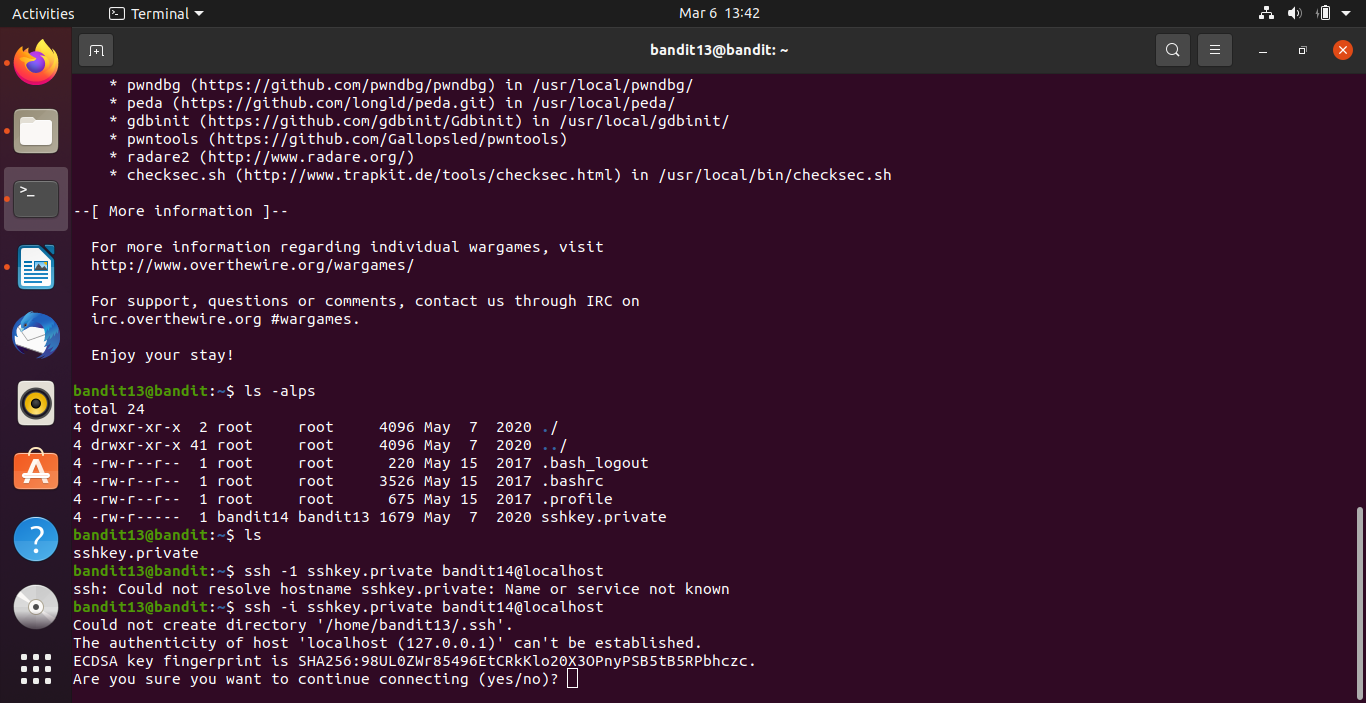 Activities
Terminal
Mar 6 13:42
bandit13@bandit: ~
* pwndbg (https://github.com/pwndbg/pwndbg) in /usr/local/pwndbg/
* peda (https://github.com/longld/peda.git) in /usr/local/peda/
* gdbinit (https://github.com/gdbinit/Gdbinit) in /usr/local/gdbinit/
* pwntools (https://github.com/Gallopsled/pwntools)
* radare2 (http://www.radare.org/)
* checksec.sh (http://www.trapkit.de/tools/checksec.html) in /usr/local/bin/checksec.sh
--[ More information ]--
For more information regarding individual wargames, visit
http://www.overthewire.org/wargames/
For support, questions or comments, contact us through IRC on
irc.overthewire.org #wargames.
Enjoy your stay!
bandit13@bandit:~$ ls -alps
total 24
4 drwxr-xr-x  2 root     root     4096 May  7  2020 ./
4 drwxr-xr-x 41 root     root     4096 May  7  2020 ../
4 -rw-r--r--  1 root     root      220 May 15  2017 .bash_logout
4 -rw-r--r--  1 root     root     3526 May 15  2017 .bashrc
4 -rw-r--r--  1 root     root      675 May 15  2017 .profile
4 -rw-r-----  1 bandit14 bandit13 1679 May  7  2020 sshkey.private
bandit13@bandit:~$ ls
sshkey.private
bandit13@bandit:~$ ssh -1 sshkey.private bandit14@localhost
ssh: Could not resolve hostname sshkey.private: Name or service not known
bandit13@bandit:~$ ssh -i sshkey.private bandit14@localhost
Could not create directory '/home/bandit13/.ssh'.
The authenticity of host 'localhost (127.0.0.1)' can't be established.
ECDSA key fingerprint is SHA256:98UL0ZWr85496EtCRkKlo20X3OPnyPSB5tB5RPbhczc.
Are you sure you want to continue connecting (yes/no)?